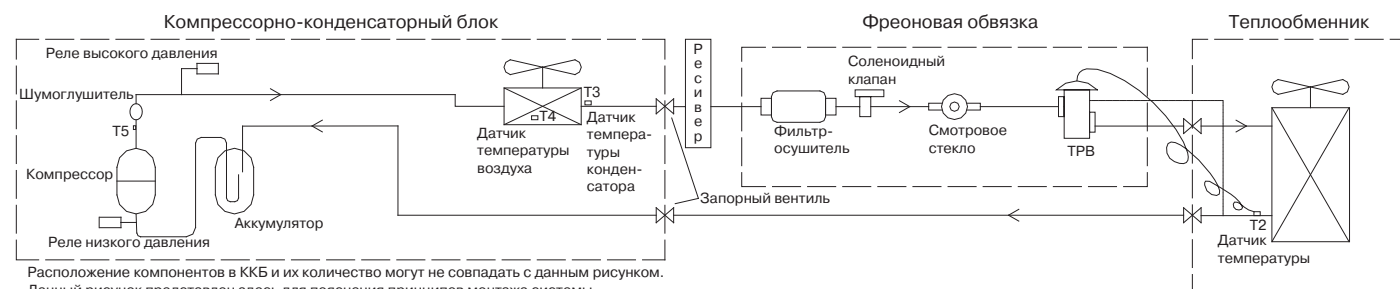 Компрессорно-конденсаторный блок
Фреоновая обвязка
Теплообменник
Реле высокого давления
Шумоглушитель
T5
Компрессор
Реле низкого давления
Аккумулятор
T3
T4
Датчик
температуры
воздуха
Датчик
темпера-
туры
конден-
сатора
Ресивер
Запорный вентиль
Соленоидный
клапан
Фильтр-
осушитель
Смотровое
стекло
ТРВ
T2
Датчик
температуры
Расположение компонентов в ККБ и их количество могут не совпадать с данным рисунком.